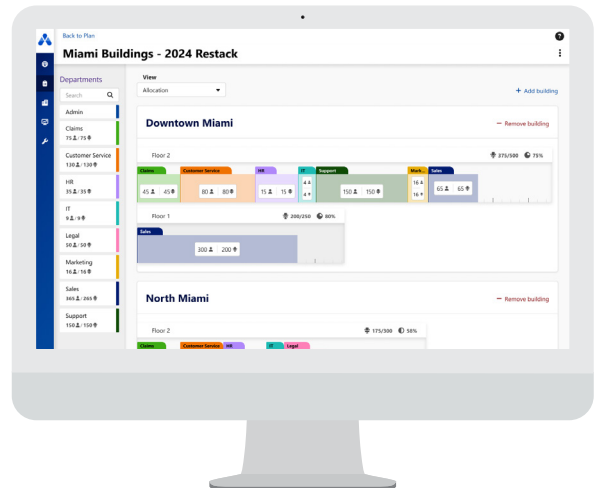 Back to Plan
Miami Buildings - 2024 Restack
Departments
View
Search
Allocation
+ Add building
Admin
Downtown Miami
− Remove building
Claims
75 / 75
Customer Service
130 / 130
HR
35 / 35
IT
9 / 9
Legal
50 / 50
Marketing
16 / 16
Sales
365 / 265
Support
150 / 150
Floor 2
375/500 75%
Claims
Customer Service
HR
IT
Support
Mark...
Sales
45 45
80 80
15 15
4
4
150 150
16
16
65 65
Floor 1
200/250 80%
Sales
300 200
North Miami
− Remove building
Floor 2
175/300 58%
Claims
Customer Service
HR
IT
Legal